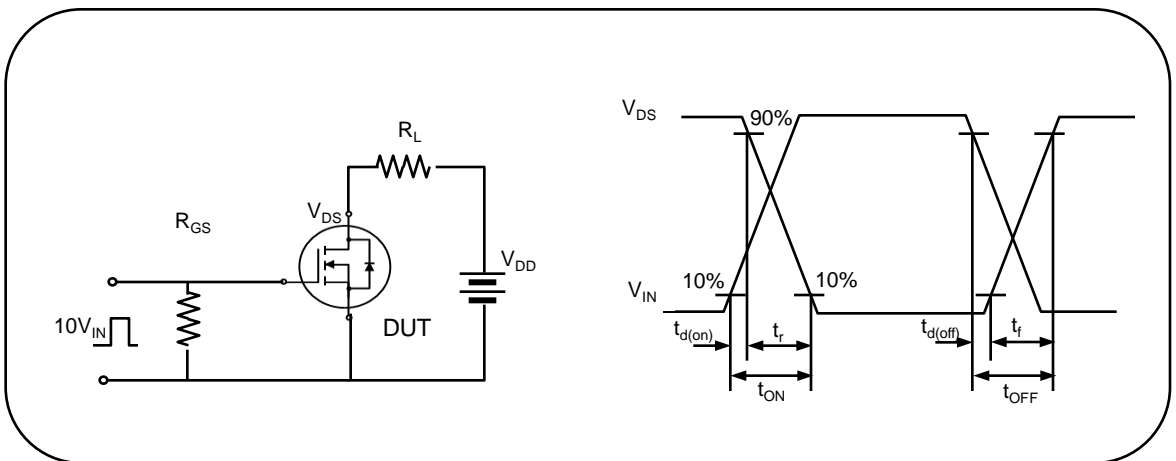 R_L
R_GS
V_DS
V_DD
10V_IN
DUT
V_DS
90%
10%
10%
V_IN
t_d(on)
t_r
t_d(off)
t_f
t_ON
t_OFF